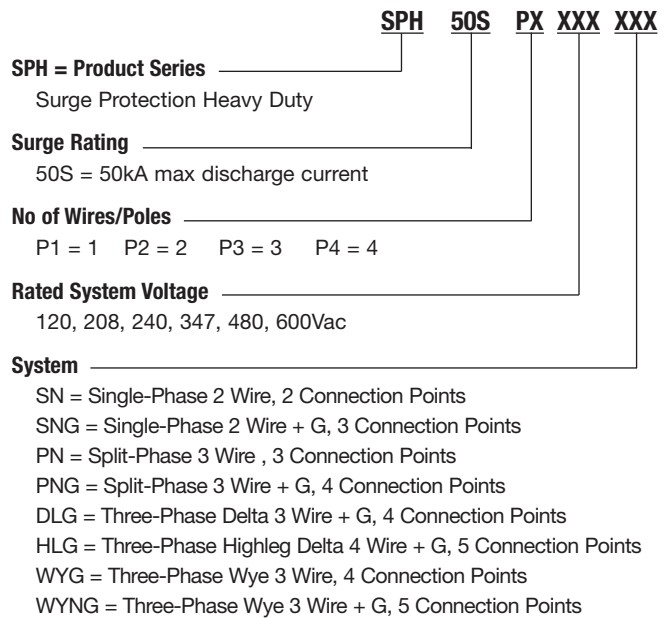 SPH 50S PX XXX XXX
SPH = Product Series
Surge Protection Heavy Duty
Surge Rating
50S = 50kA max discharge current
No of Wires/Poles
P1 = 1 P2 = 2 P3 = 3 P4 = 4
Rated System Voltage
120, 208, 240, 347, 480, 600Vac
System
SN = Single-Phase 2 Wire, 2 Connection Points
SNG = Single-Phase 2 Wire + G, 3 Connection Points
PN = Split-Phase 3 Wire , 3 Connection Points
PNG = Split-Phase 3 Wire + G, 4 Connection Points
DLG = Three-Phase Delta 3 Wire + G, 4 Connection Points
HLG = Three-Phase Highleg Delta 4 Wire + G, 5 Connection Points
WYG = Three-Phase Wye 3 Wire, 4 Connection Points
WYNG = Three-Phase Wye 3 Wire + G, 5 Connection Points